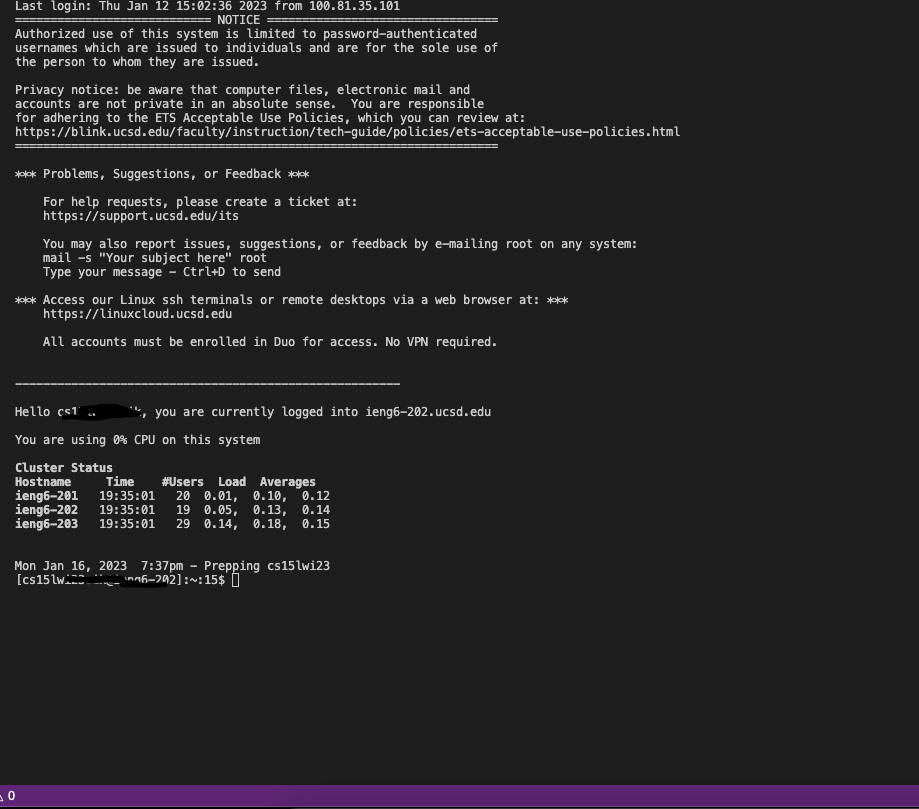 Last login: Thu Jan 12 15:02:36 2023 from 100.81.35.101
============================ NOTICE =================================
Authorized use of this system is limited to password-authenticated
usernames which are issued to individuals and are for the sole use of
the person to whom they are issued.
Privacy notice: be aware that computer files, electronic mail and
accounts are not private in an absolute sense.  You are responsible
for adhering to the ETS Acceptable Use Policies, which you can review at:
https://blink.ucsd.edu/faculty/instruction/tech-guide/policies/ets-acceptable-use-policies.html
=====================================================================
*** Problems, Suggestions, or Feedback ***
For help requests, please create a ticket at:
https://support.ucsd.edu/its
You may also report issues, suggestions, or feedback by e-mailing root on any system:
mail -s "Your subject here" root
Type your message - Ctrl+D to send
*** Access our Linux ssh terminals or remote desktops via a web browser at: ***
https://linuxcloud.ucsd.edu
All accounts must be enrolled in Duo for access. No VPN required.
-------------------------------------------------------
Hello , you are currently logged into ieng6-202.ucsd.edu
You are using 0% CPU on this system
Cluster Status
Hostname     Time    #Users  Load  Averages
ieng6-201   19:35:01   20  0.01,  0.10,  0.12
ieng6-202   19:35:01   19  0.05,  0.13,  0.14
ieng6-203   19:35:01   29  0.14,  0.18,  0.15
Mon Jan 16, 2023  7:37pm - Prepping cs15lwi23
:~:15$
0